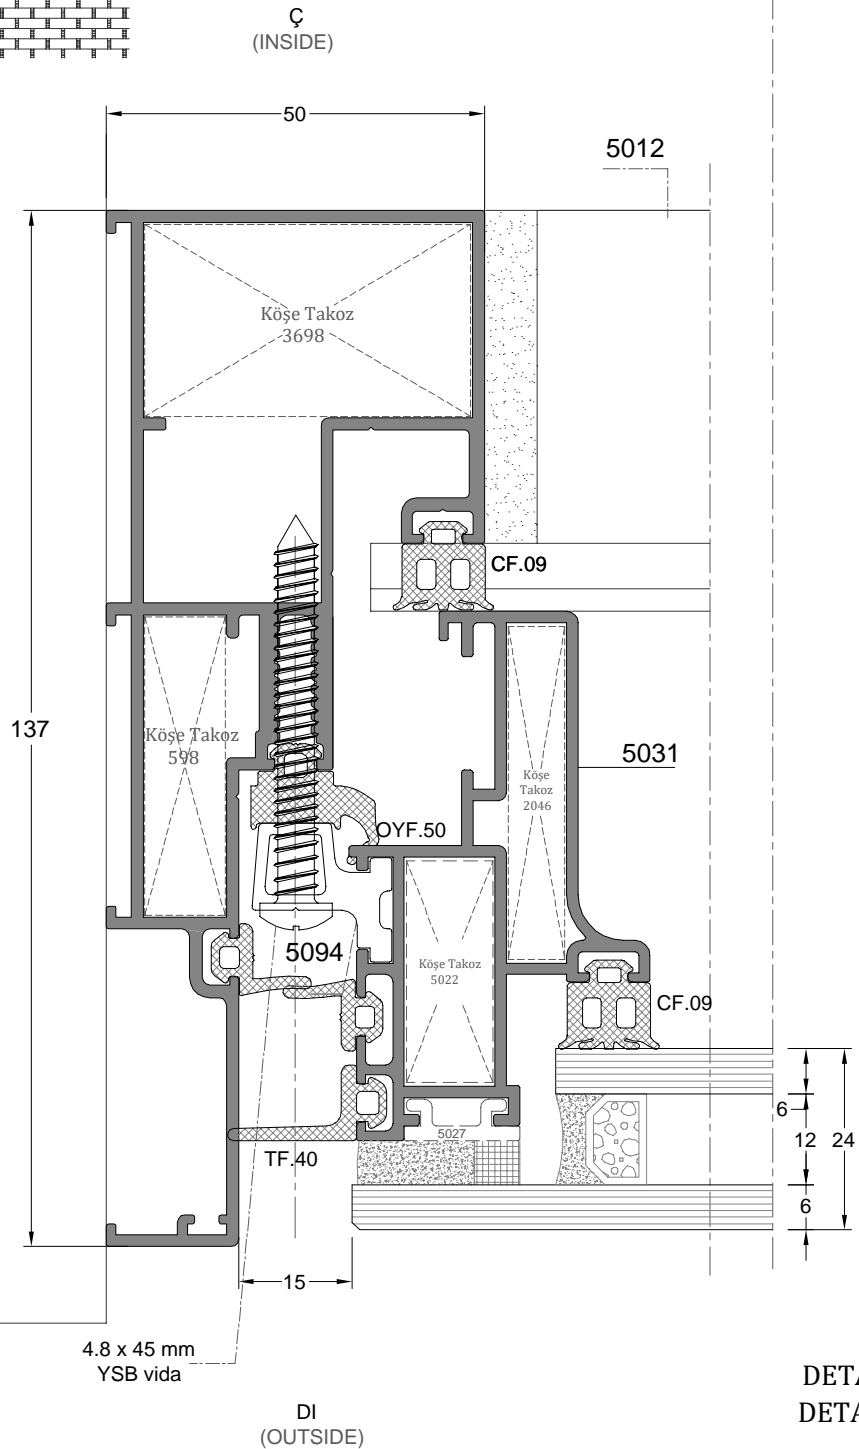 Ç
(INSIDE)
50
5012
Köşe Takoz
3698
CF.09
137
Köşe Takoz
598
5031
Köşe
Takoz
2046
OYF.50
5094
Köşe Takoz
5022
CF.09
6
12
24
5027
TF.40
6
15
4.8 x 45 mm
YSB vida
DETA
DETA
DI
(OUTSIDE)